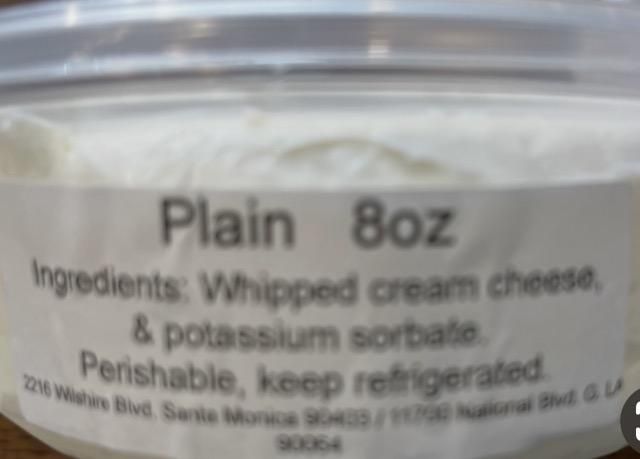 Plain 8oz
Ingredients: Whipped cream cheese,
& potassium sorbate.
Perishable, keep refrigerated.
2216 Wilshire Blvd. Santa Monica / National Blvd. G. LA
90064